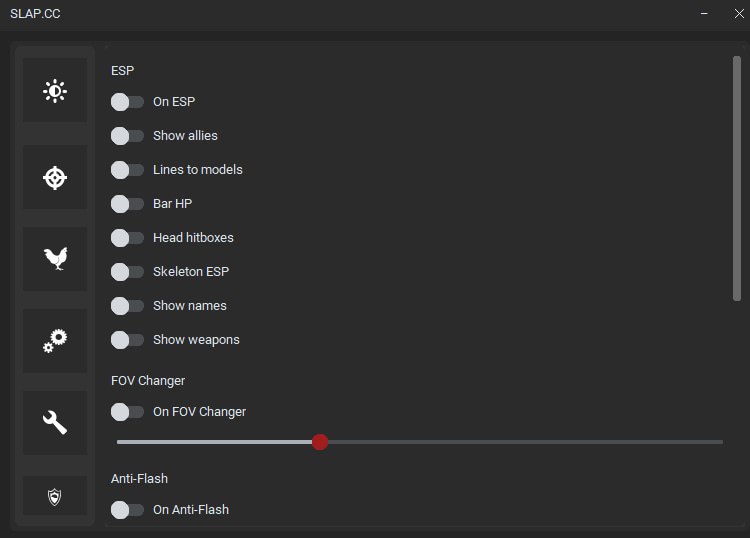 SLAP.CC
ESP
On ESP
Show allies
Lines to models
Bar HP
Head hitboxes
Skeleton ESP
Show names
Show weapons
FOV Changer
On FOV Changer
Anti-Flash
On Anti-Flash